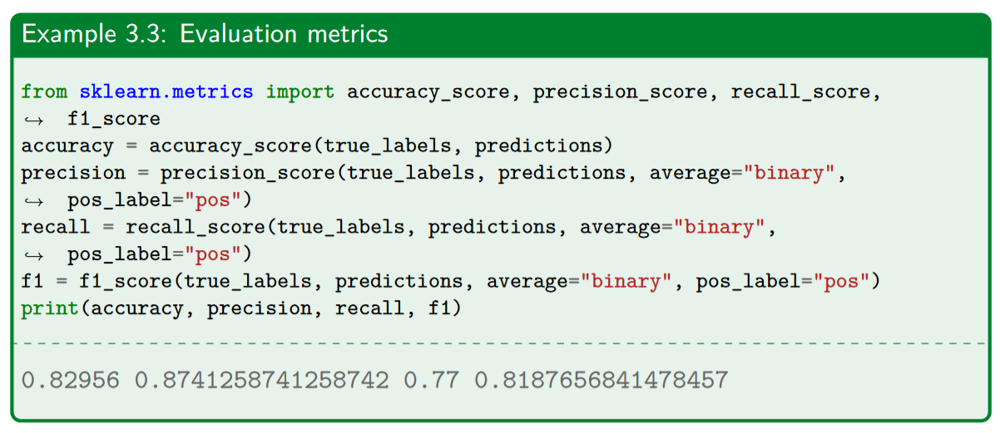 Example 3.3: Evaluation metrics
from sklearn.metrics import accuracy_score, precision_score, recall_score,
↪ f1_score
accuracy = accuracy_score(true_labels, predictions)
precision = precision_score(true_labels, predictions, average="binary",
↪ pos_label="pos")
recall = recall_score(true_labels, predictions, average="binary",
↪ pos_label="pos")
f1 = f1_score(true_labels, predictions, average="binary", pos_label="pos")
print(accuracy, precision, recall, f1)
0.82956 0.8741258741258742 0.77 0.8187656841478457